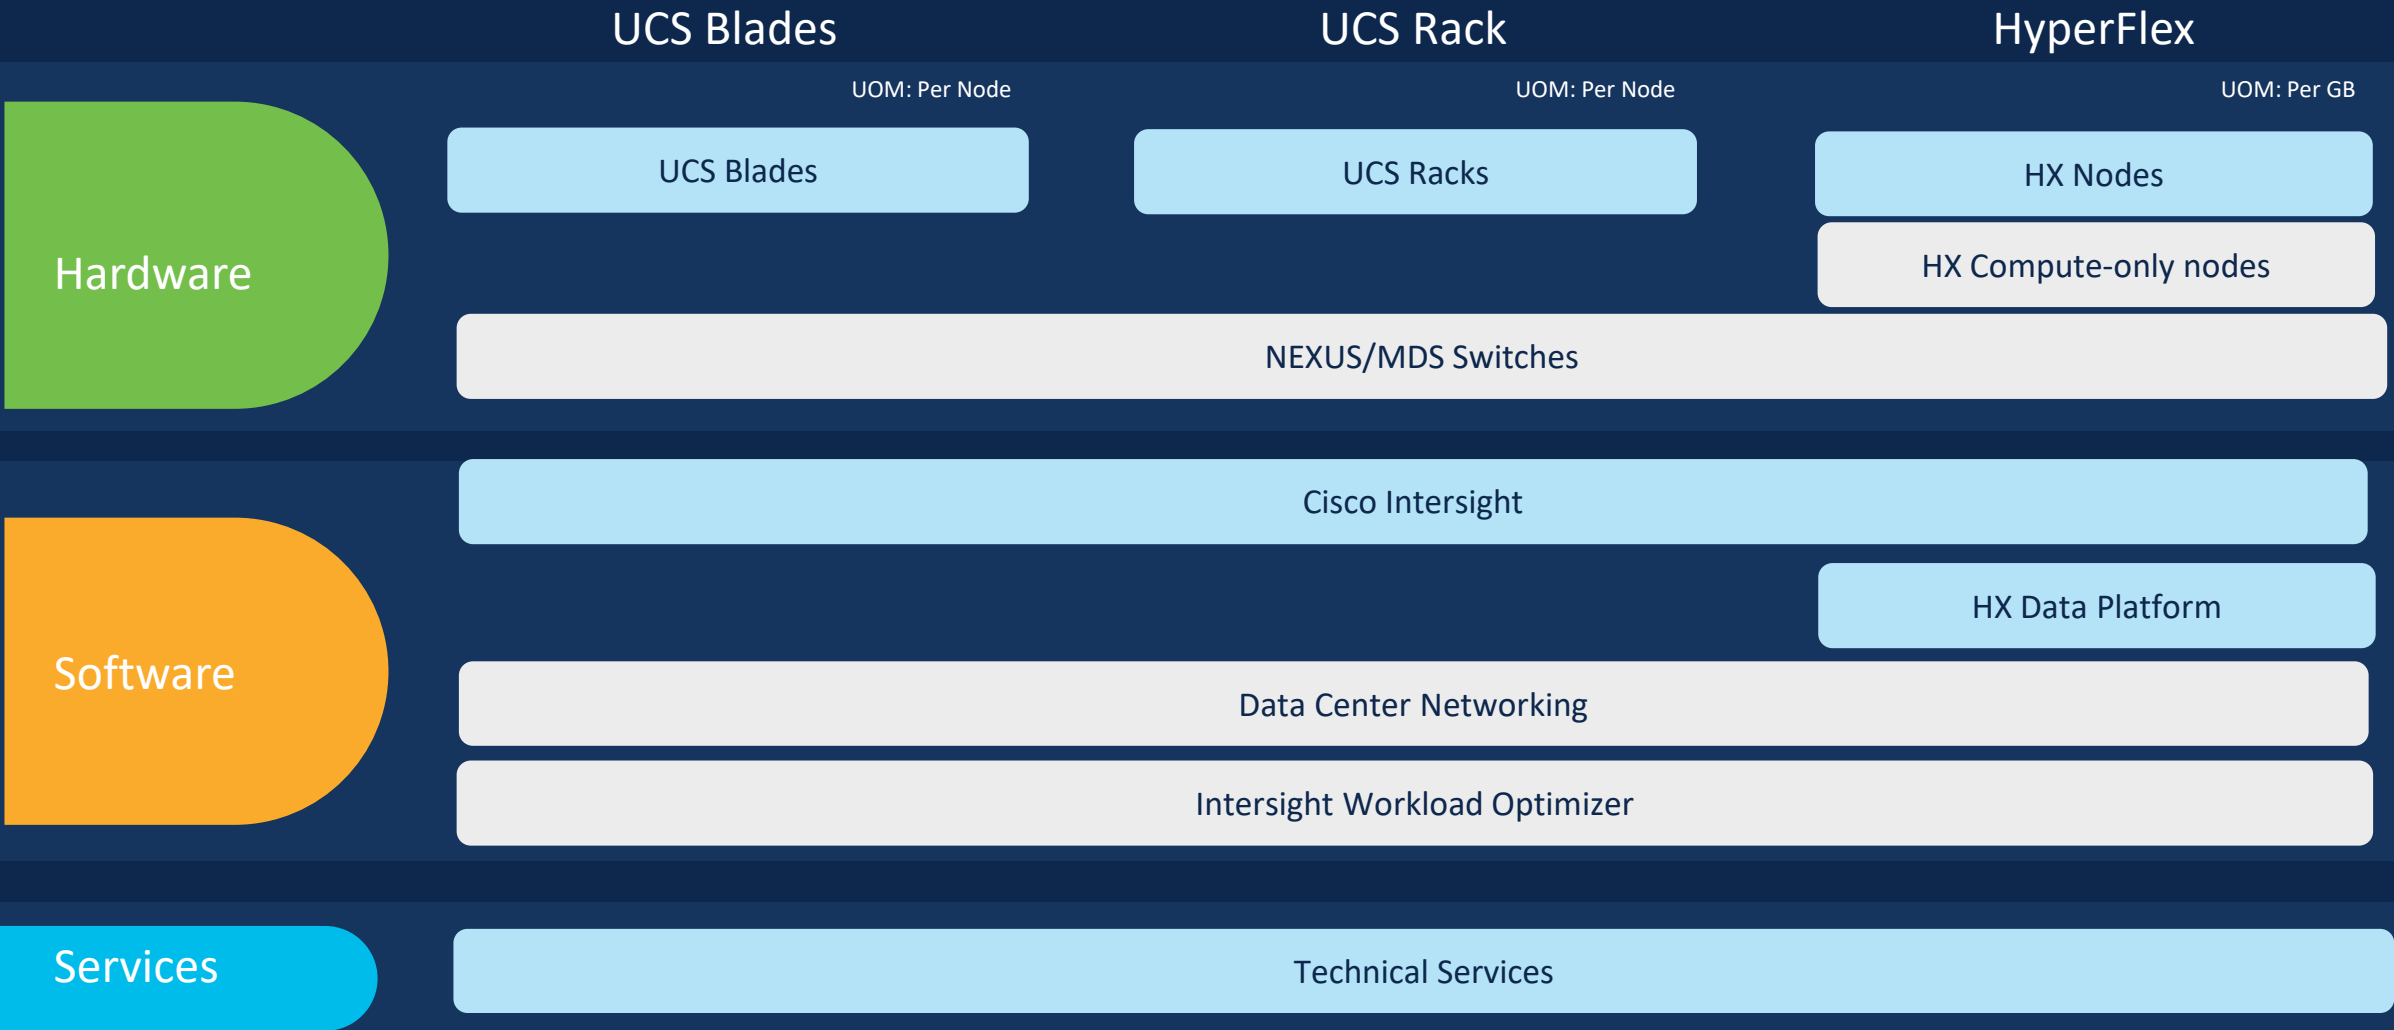 UCS Blades
UCS Rack
HyperFlex
UOM: Per Node
UOM: Per Node
UOM: Per GB
Hardware
UCS Blades
UCS Racks
HX Nodes
HX Compute-only nodes
NEXUS/MDS Switches
Software
Cisco Intersight
HX Data Platform
Data Center Networking
Intersight Workload Optimizer
Services
Technical Services